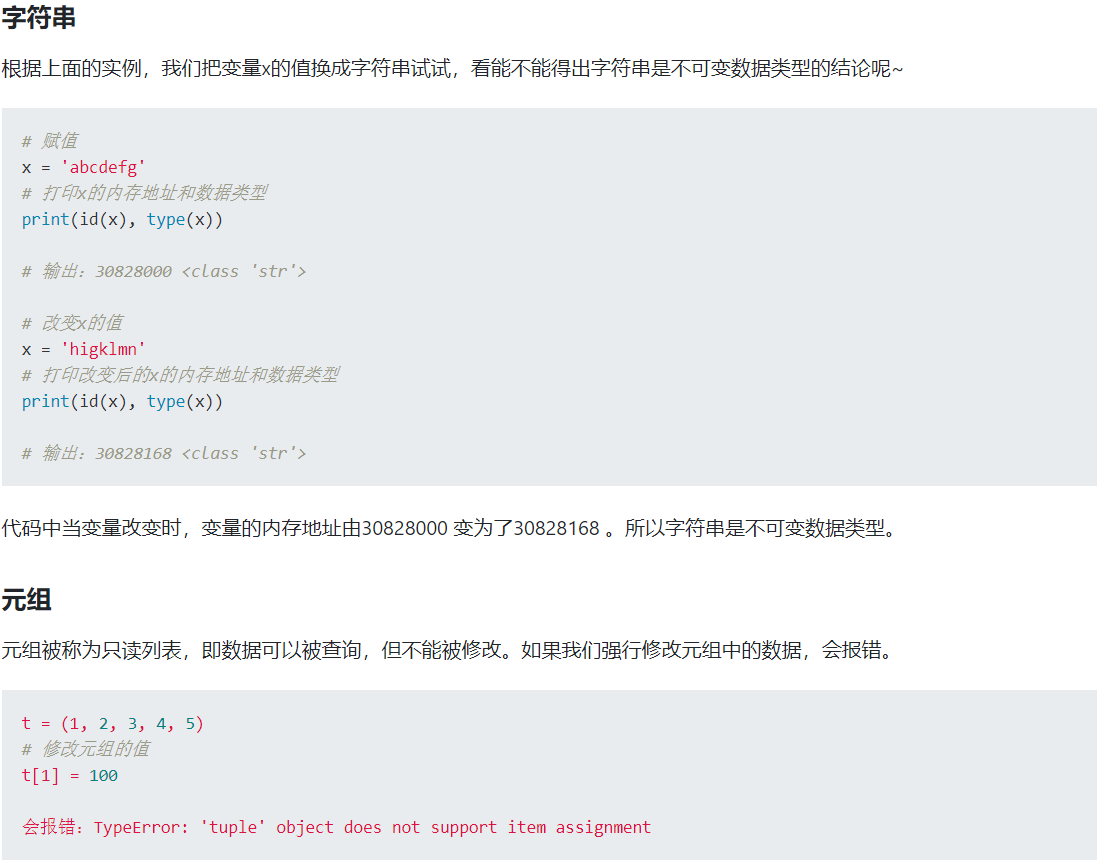 字符串
根据上面的实例，我们把变量x的值换成字符串试试，看能不能得出字符串是不可变数据类型的结论呢~
# 赋值
x = 'abcdefg'
# 打印x的内存地址和数据类型
print(id(x), type(x))
# 输出：30828000 <class 'str'>
# 改变x的值
x = 'higklmn'
# 打印改变后的x的内存地址和数据类型
print(id(x), type(x))
# 输出：30828168 <class 'str'>
代码中当变量改变时，变量的内存地址由30828000 变为了30828168 。所以字符串是不可变数据类型。
元组
元组被称为只读列表，即数据可以被查询，但不能被修改。如果我们强行修改元组中的数据，会报错。
t = (1, 2, 3, 4, 5)
# 修改元组的值
t[1] = 100
会报错：TypeError: 'tuple' object does not support item assignment